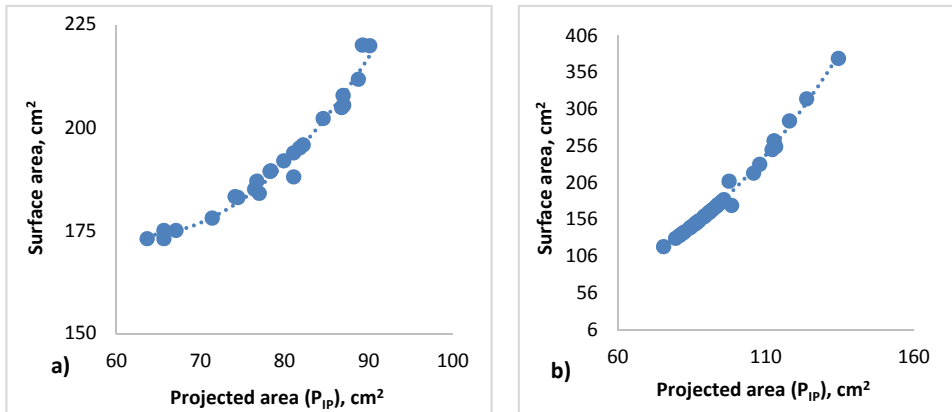 225
200
175
150
Surface area, cm²
60 70 80 90 100
a)
Projected area (P_IP), cm²
406
356
306
256
206
156
106
56
6
Surface area, cm²
60 110 160
b)
Projected area (P_IP), cm²